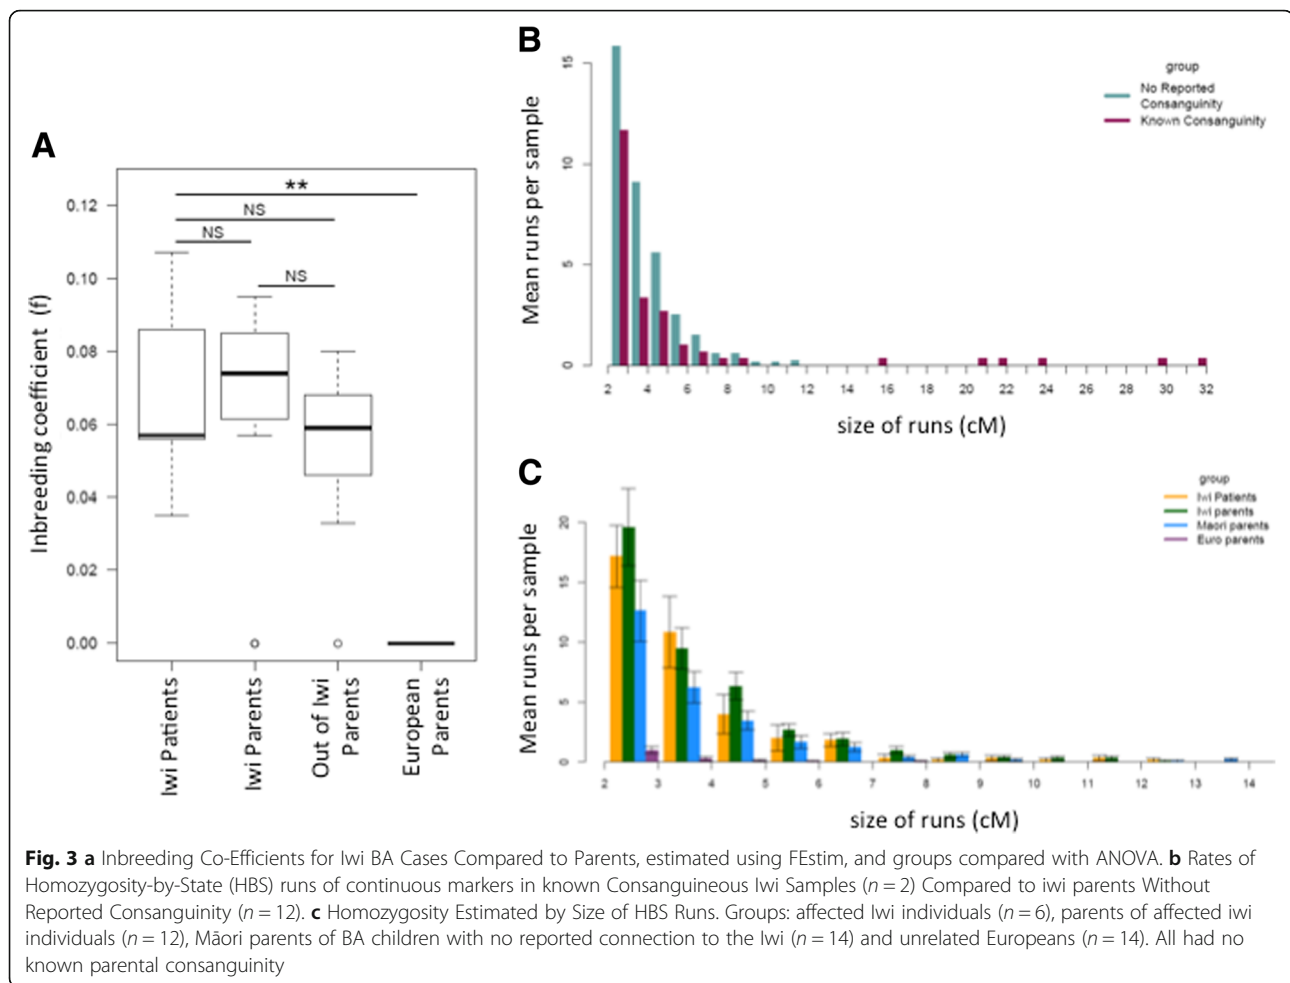 A
Inbreeding coefficient (f)
0.12
0.10
0.08
0.06
0.04
0.02
0.00
**
NS
NS
NS
Iwi Patients
Iwi Parents
Out of Iwi
Parents
European
Parents
B
Mean runs per sample
15
10
5
0
2 4 6 8 10 12 14 16 18 20 22 24 26 28 30 32
size of runs (cM)
group
No Reported
Consanguinity
Known Consanguinity
C
Mean runs per sample
20
15
10
5
0
2 3 4 5 6 7 8 9 10 11 12 13 14
size of runs (cM)
group
Iwi Patients
Iwi parents
Maori parents
Euro parents
Fig. 3 a Inbreeding Co-Efficients for Iwi BA Cases Compared to Parents, estimated using FEstim, and groups compared with ANOVA. b Rates of
Homozygosity-by-State (HBS) runs of continuous markers in known Consanguineous Iwi Samples (n = 2) Compared to iwi parents Without
Reported Consanguinity (n = 12). c Homozygosity Estimated by Size of HBS Runs. Groups: affected Iwi individuals (n = 6), parents of affected iwi
individuals (n = 12), Māori parents of BA children with no reported connection to the Iwi (n = 14) and unrelated Europeans (n = 14). All had no
known parental consanguinity